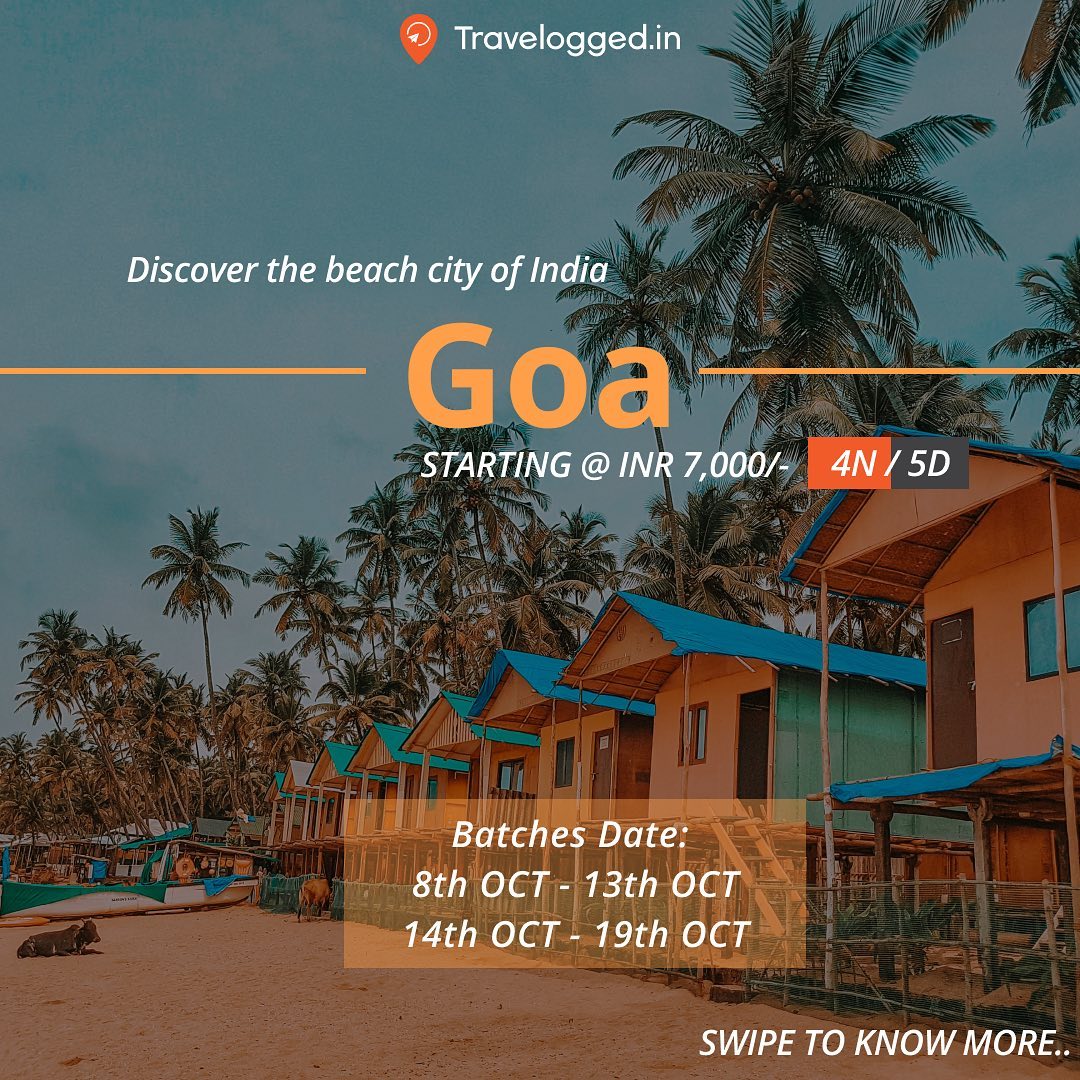 Travelogged.in
Discover the beach city of India
Goa
STARTING @ INR 7,000/- 4N / 5D
Batches Date:
8th OCT - 13th OCT
14th OCT - 19th OCT
SWIPE TO KNOW MORE..